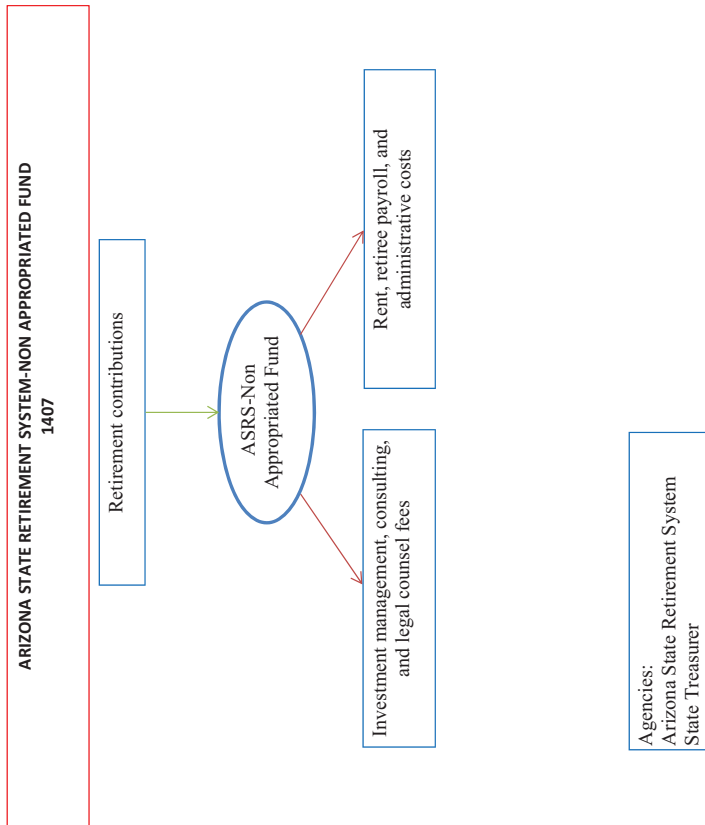 ARIZONA STATE RETIREMENT SYSTEM-NON APPROPRIATED FUND
1407
Retirement contributions
ASRS-Non
Appropriated Fund
Investment management, consulting,
and legal counsel fees
Rent, retiree payroll, and
administrative costs
Agencies:
Arizona State Retirement System
State Treasurer